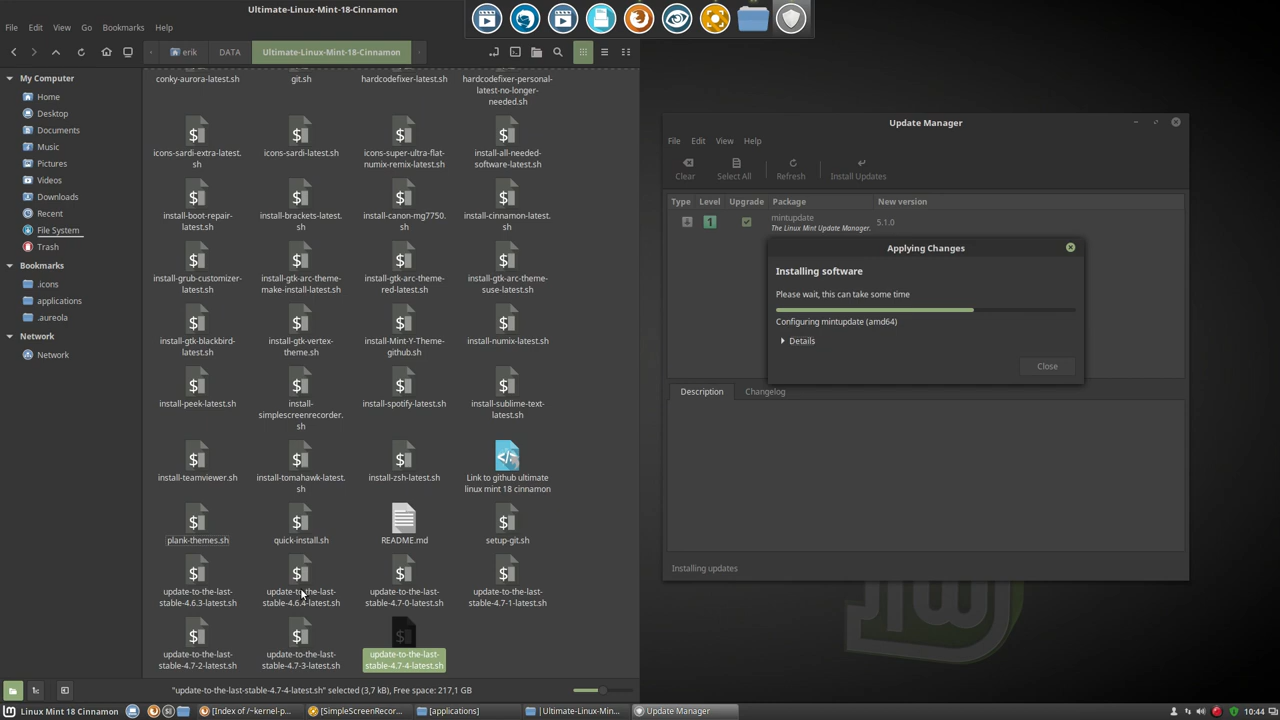 Ultimate-Linux-Mint-18-Cinnamon
File Edit View Go Bookmarks Help
erik DATA Ultimate-Linux-Mint-18-Cinnamon
My Computer
Home
Desktop
Documents
Music
Pictures
Videos
Downloads
Recent
File System
Trash
Bookmarks
.icons
applications
.aureola
Network
Network
conky-aurora-latest.sh
git.sh
hardcodefixer-latest.sh
hardcodefixer-personal-
latest-no-longer-
needed.sh
icons-sardi-extra-latest.
sh
icons-sardi-latest.sh
icons-super-ultra-flat-
numix-remix-latest.sh
install-all-needed-
software-latest.sh
install-boot-repair-
latest.sh
install-brackets-latest.
sh
install-canon-mg7750.
sh
install-cinnamon-latest.
sh
install-grub-customizer-
latest.sh
install-gtk-arc-theme-
make-install-latest.sh
install-gtk-arc-theme-
red-latest.sh
install-gtk-arc-theme-
suse-latest.sh
install-gtk-blackbird-
latest.sh
install-gtk-vertex-
theme.sh
install-Mint-Y-Theme-
github.sh
install-numix-latest.sh
install-peek-latest.sh
install-
simplescreenrecorder.
sh
install-spotify-latest.sh
install-sublime-text-
latest.sh
install-teamviewer.sh
install-tomahawk-latest.
sh
install-zsh-latest.sh
Link to github ultimate
linux mint 18 cinnamon
plank-themes.sh
quick-install.sh
README.md
setup-git.sh
update-to-the-last-
stable-4.6.3-latest.sh
update-to-the-last-
stable-4.6.4-latest.sh
update-to-the-last-
stable-4.7-0-latest.sh
update-to-the-last-
stable-4.7-1-latest.sh
update-to-the-last-
stable-4.7-2-latest.sh
update-to-the-last-
stable-4.7-3-latest.sh
update-to-the-last-
stable-4.7-4-latest.sh
"update-to-the-last-stable-4.7-4-latest.sh" selected (3,7 kB), Free space: 217,1 GB
Update Manager
File Edit View Help
Clear Select All Refresh Install Updates
Type Level Upgrade Package New version
1 mintupdate 5.1.0
The Linux Mint Update Manager.
Applying Changes
Installing software
Please wait, this can take some time
Configuring mintupdate (amd64)
Details
Close
Description Changelog
Installing updates
Linux Mint 18 Cinnamon
[Index of /~kernel-p...
[SimpleScreenRecor...
[applications]
[Ultimate-Linux-Min...
Update Manager
10:44